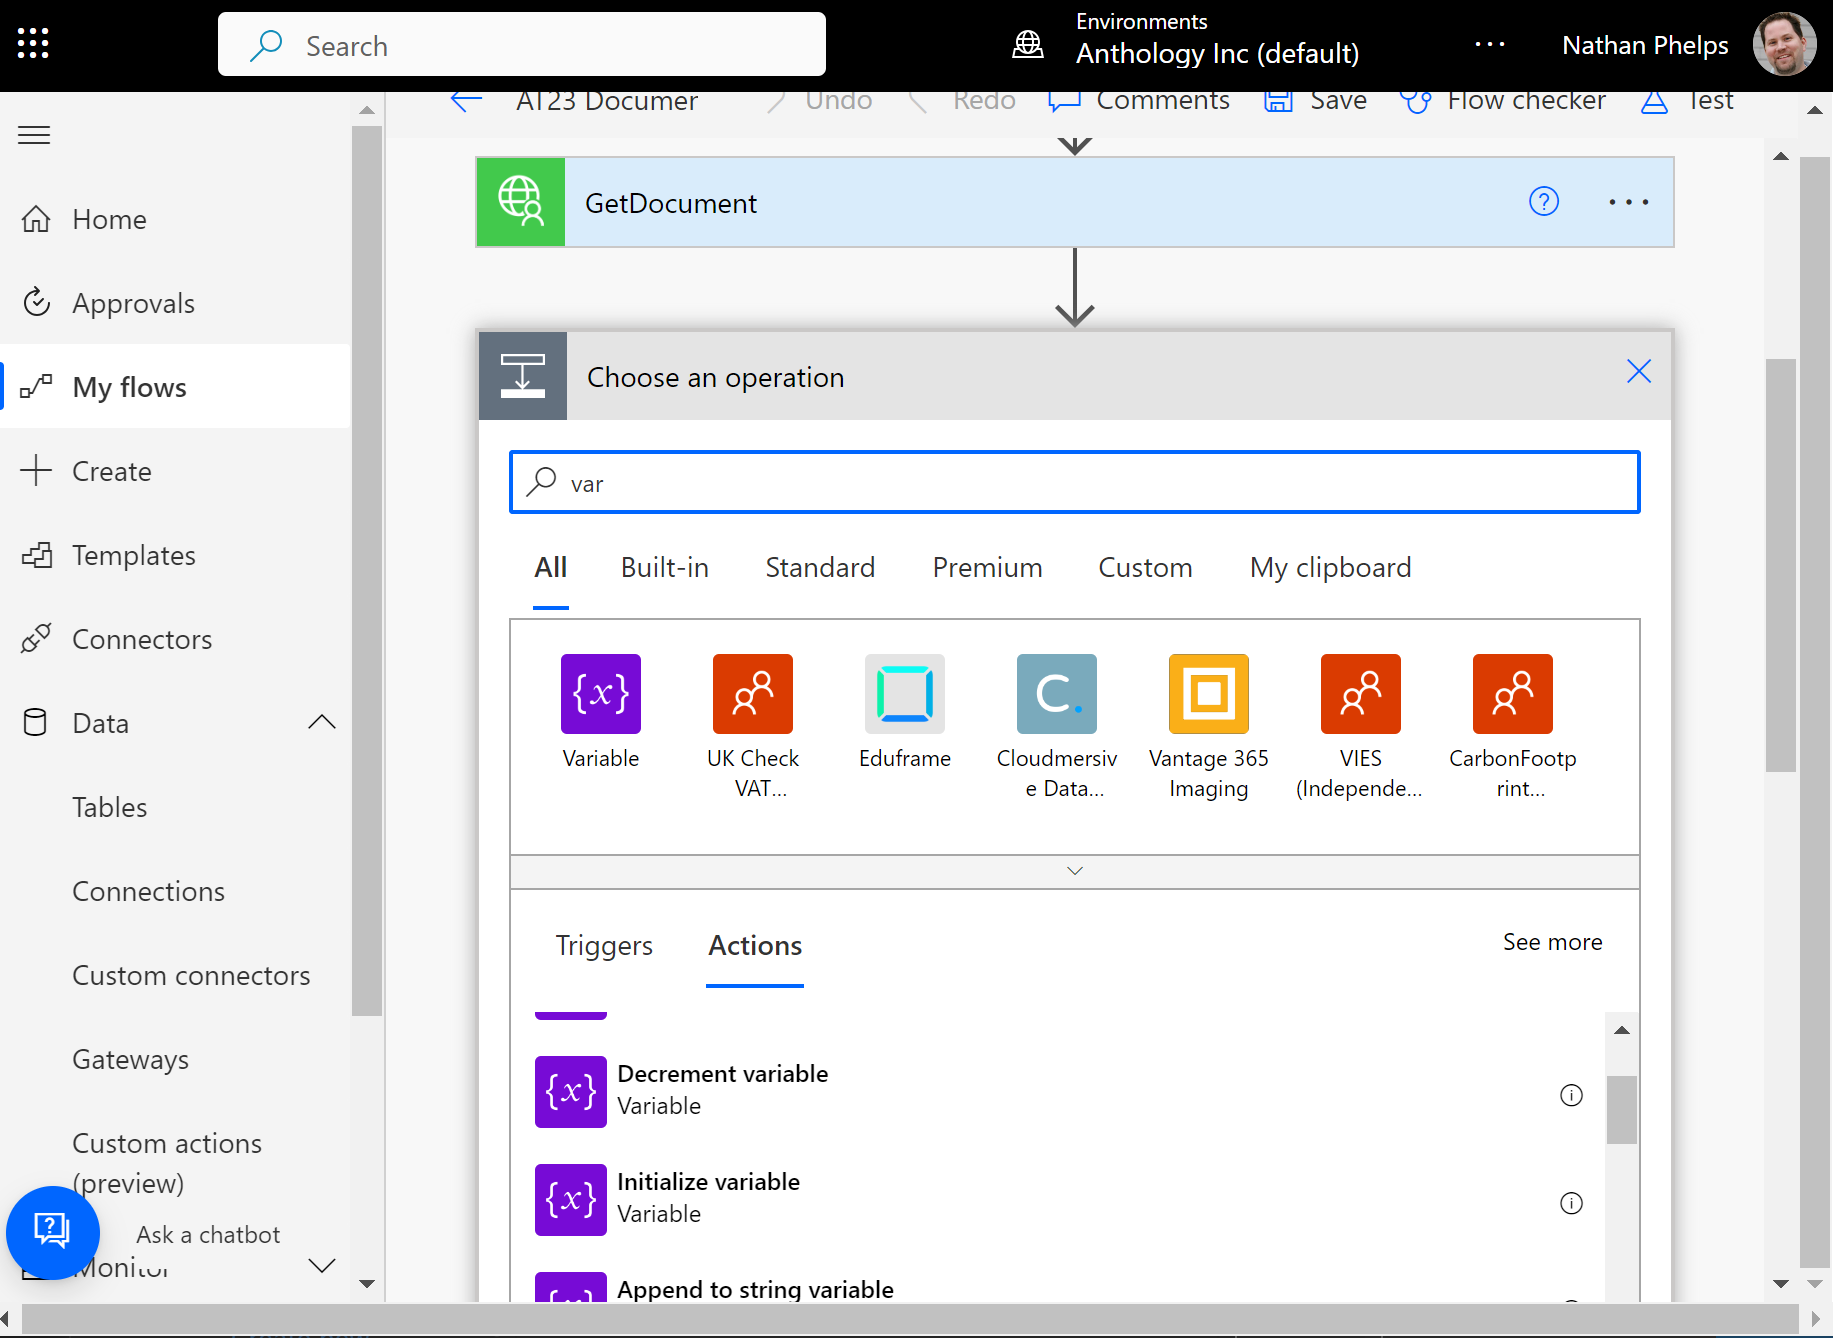 Search
Environments
Anthology Inc (default)
...
Nathan Phelps
AT23 Documer
Undo
Redo
Comments
Save
Flow checker
Test
Home
Approvals
My flows
Create
Templates
Connectors
Data
Tables
Connections
Custom connectors
Gateways
Custom actions
(preview)
Ask a chatbot
Monitor
GetDocument
?
...
Choose an operation
var
All
Built-in
Standard
Premium
Custom
My clipboard
{x}
Variable
UK Check
VAT...
Eduframe
C.
Cloudmersiv
e Data...
Vantage 365
Imaging
VIES
(Independe...
CarbonFootp
rint...
Triggers
Actions
See more
{x}
Decrement variable
Variable
{x}
Initialize variable
Variable
Append to string variable